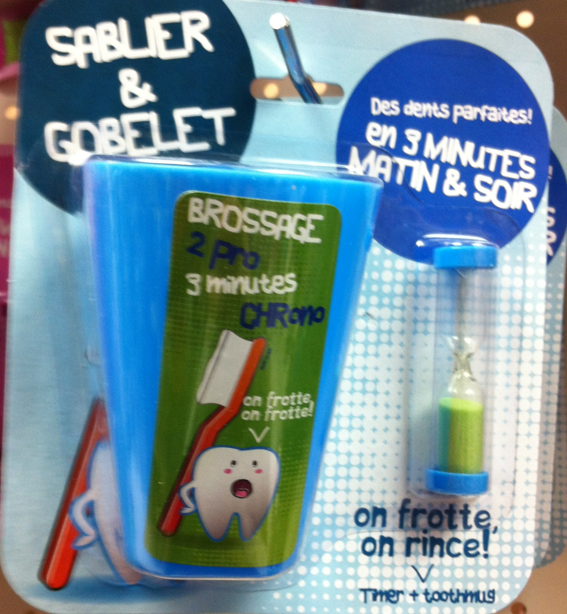 SABLIER
&
GOBELET
Des dents parfaites!
en 3 MINUTES
MATIN & SOIR
BROSSAGE
2 pro
3 minutes
CHRono
on frotte,
on frotte!
on frotte,
on rince!
Timer + toothmug